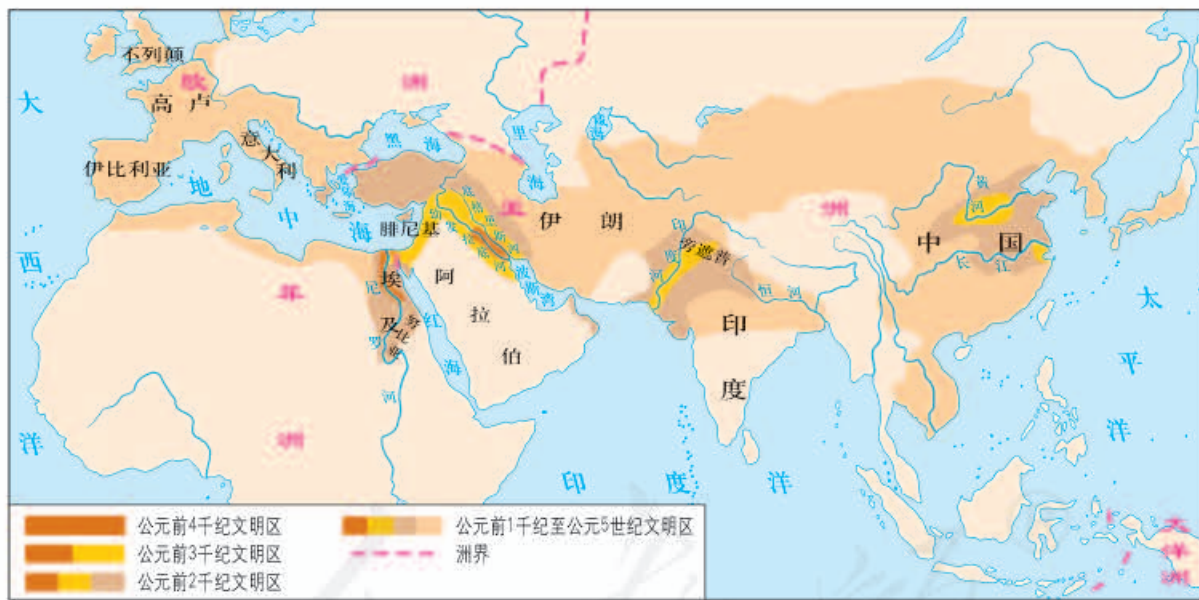 不列颠
欧洲
高卢
意大利
伊比利亚
大西洋
地中海
黑海
爱琴海
里海
咸海
亚洲
腓尼基
幼发拉底河
底格里斯河
伊朗
波斯湾
阿拉伯
埃及
努比亚
尼罗河
红海
非洲
印度河
旁遮普
恒河
印度
中国
黄河
长江
太平洋
印度洋
大洋洲
公元前4千纪文明区
公元前3千纪文明区
公元前2千纪文明区
公元前1千纪至公元5世纪文明区
洲界